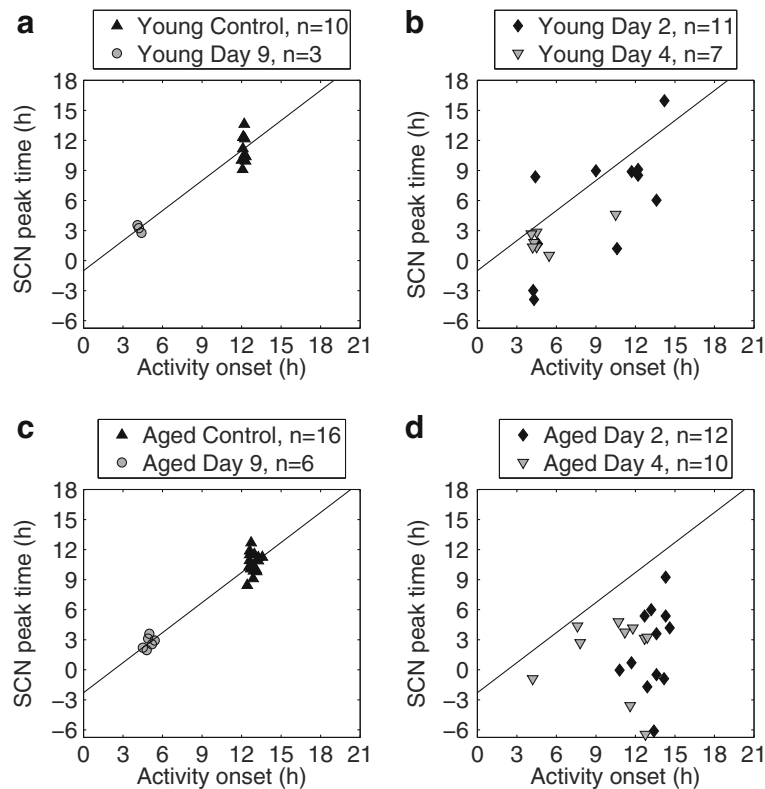 a
▲ Young Control, n=10
Young Day 9, n=3
18
15
12
9
6
3
0
−3
−6
SCN peak time (h)
0 3 6 9 12 15 18 21
Activity onset (h)
b
◆ Young Day 2, n=11
Young Day 4, n=7
18
15
12
9
6
3
0
−3
−6
SCN peak time (h)
0 3 6 9 12 15 18 21
Activity onset (h)
c
▲ Aged Control, n=16
Aged Day 9, n=6
18
15
12
9
6
3
0
−3
−6
SCN peak time (h)
0 3 6 9 12 15 18 21
Activity onset (h)
d
◆ Aged Day 2, n=12
Aged Day 4, n=10
18
15
12
9
6
3
0
−3
−6
SCN peak time (h)
0 3 6 9 12 15 18 21
Activity onset (h)